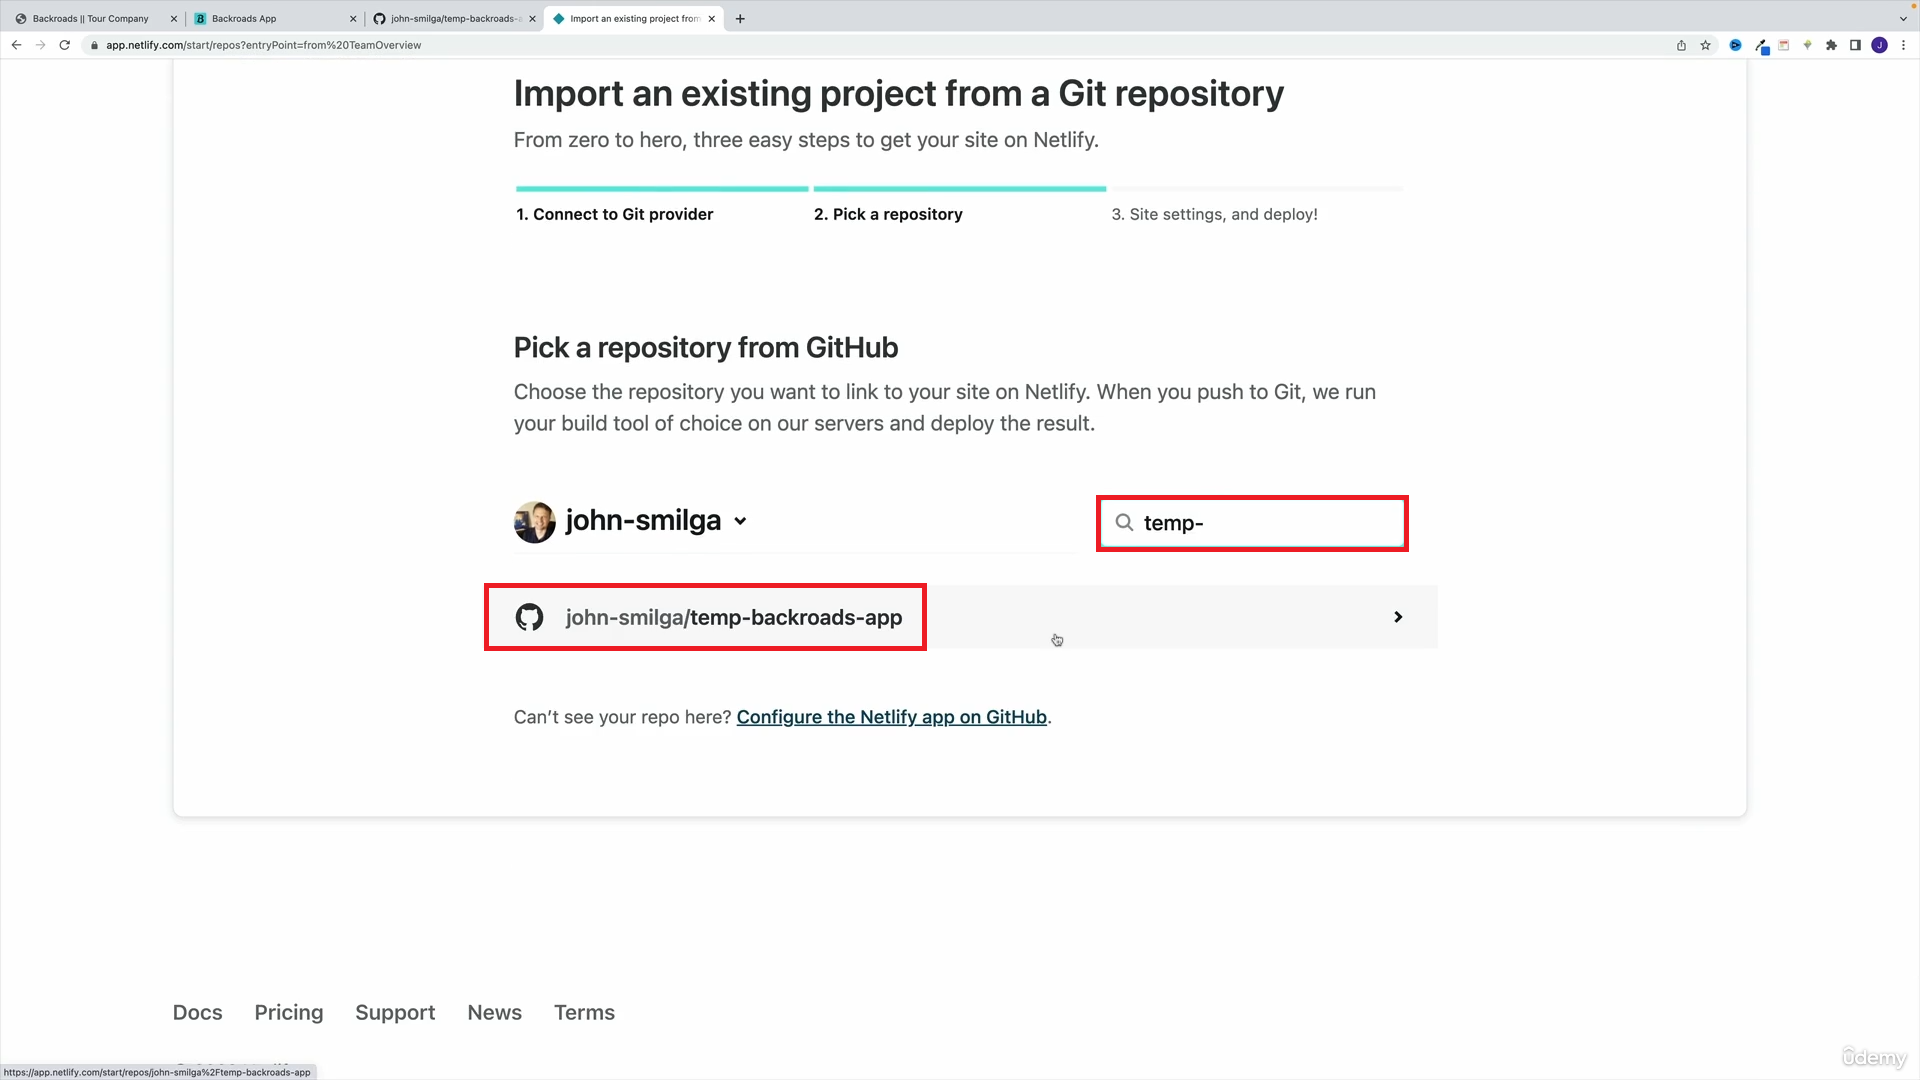 Backroads || Tour Company
Backroads App
john-smilga/temp-backroads-a
Import an existing project from
app.netlify.com/start/repos?entryPoint=from%20TeamOverview
J
Import an existing project from a Git repository
From zero to hero, three easy steps to get your site on Netlify.
1. Connect to Git provider
2. Pick a repository
3. Site settings, and deploy!
Pick a repository from GitHub
Choose the repository you want to link to your site on Netlify. When you push to Git, we run
your build tool of choice on our servers and deploy the result.
john-smilga
temp-
john-smilga/temp-backroads-app
Can’t see your repo here? Configure the Netlify app on GitHub.
Docs
Pricing
Support
News
Terms
https://app.netlify.com/start/repos/john-smilga%2Ftemp-backroads-app
ûdemy